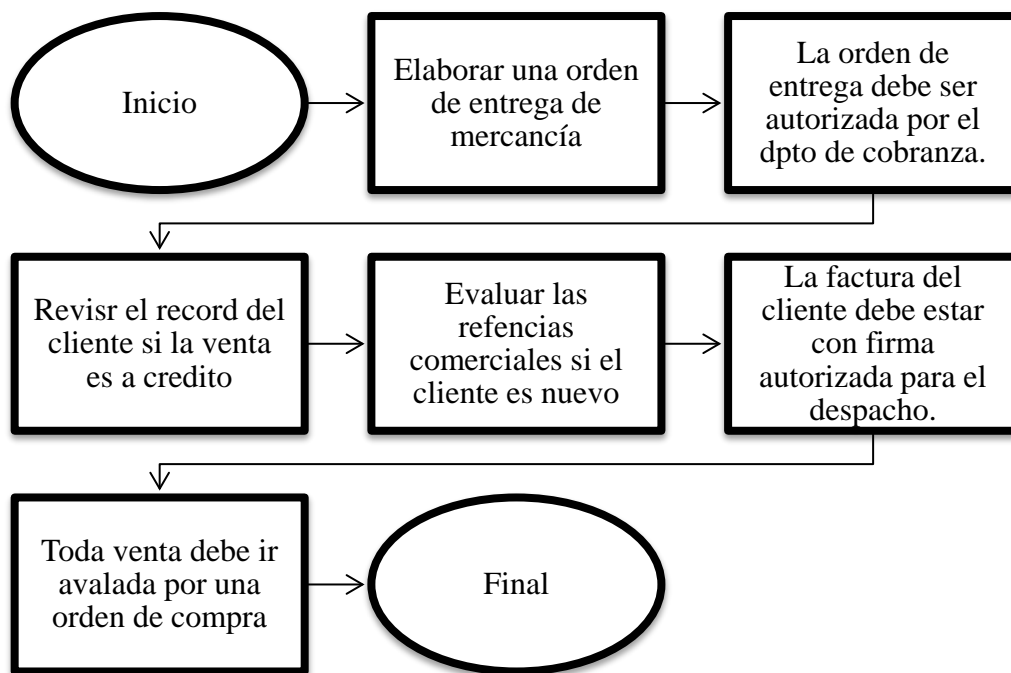 Inicio
Elaborar una orden
de entrega de
mercancía
La orden de
entrega debe ser
autorizada por el
dpto de cobranza.
Revisr el record del
cliente si la venta
es a credito
Evaluar las
refencias
comerciales si el
cliente es nuevo
La factura del
cliente debe estar
con firma
autorizada para el
despacho.
Toda venta debe ir
avalada por una
orden de compra
Final